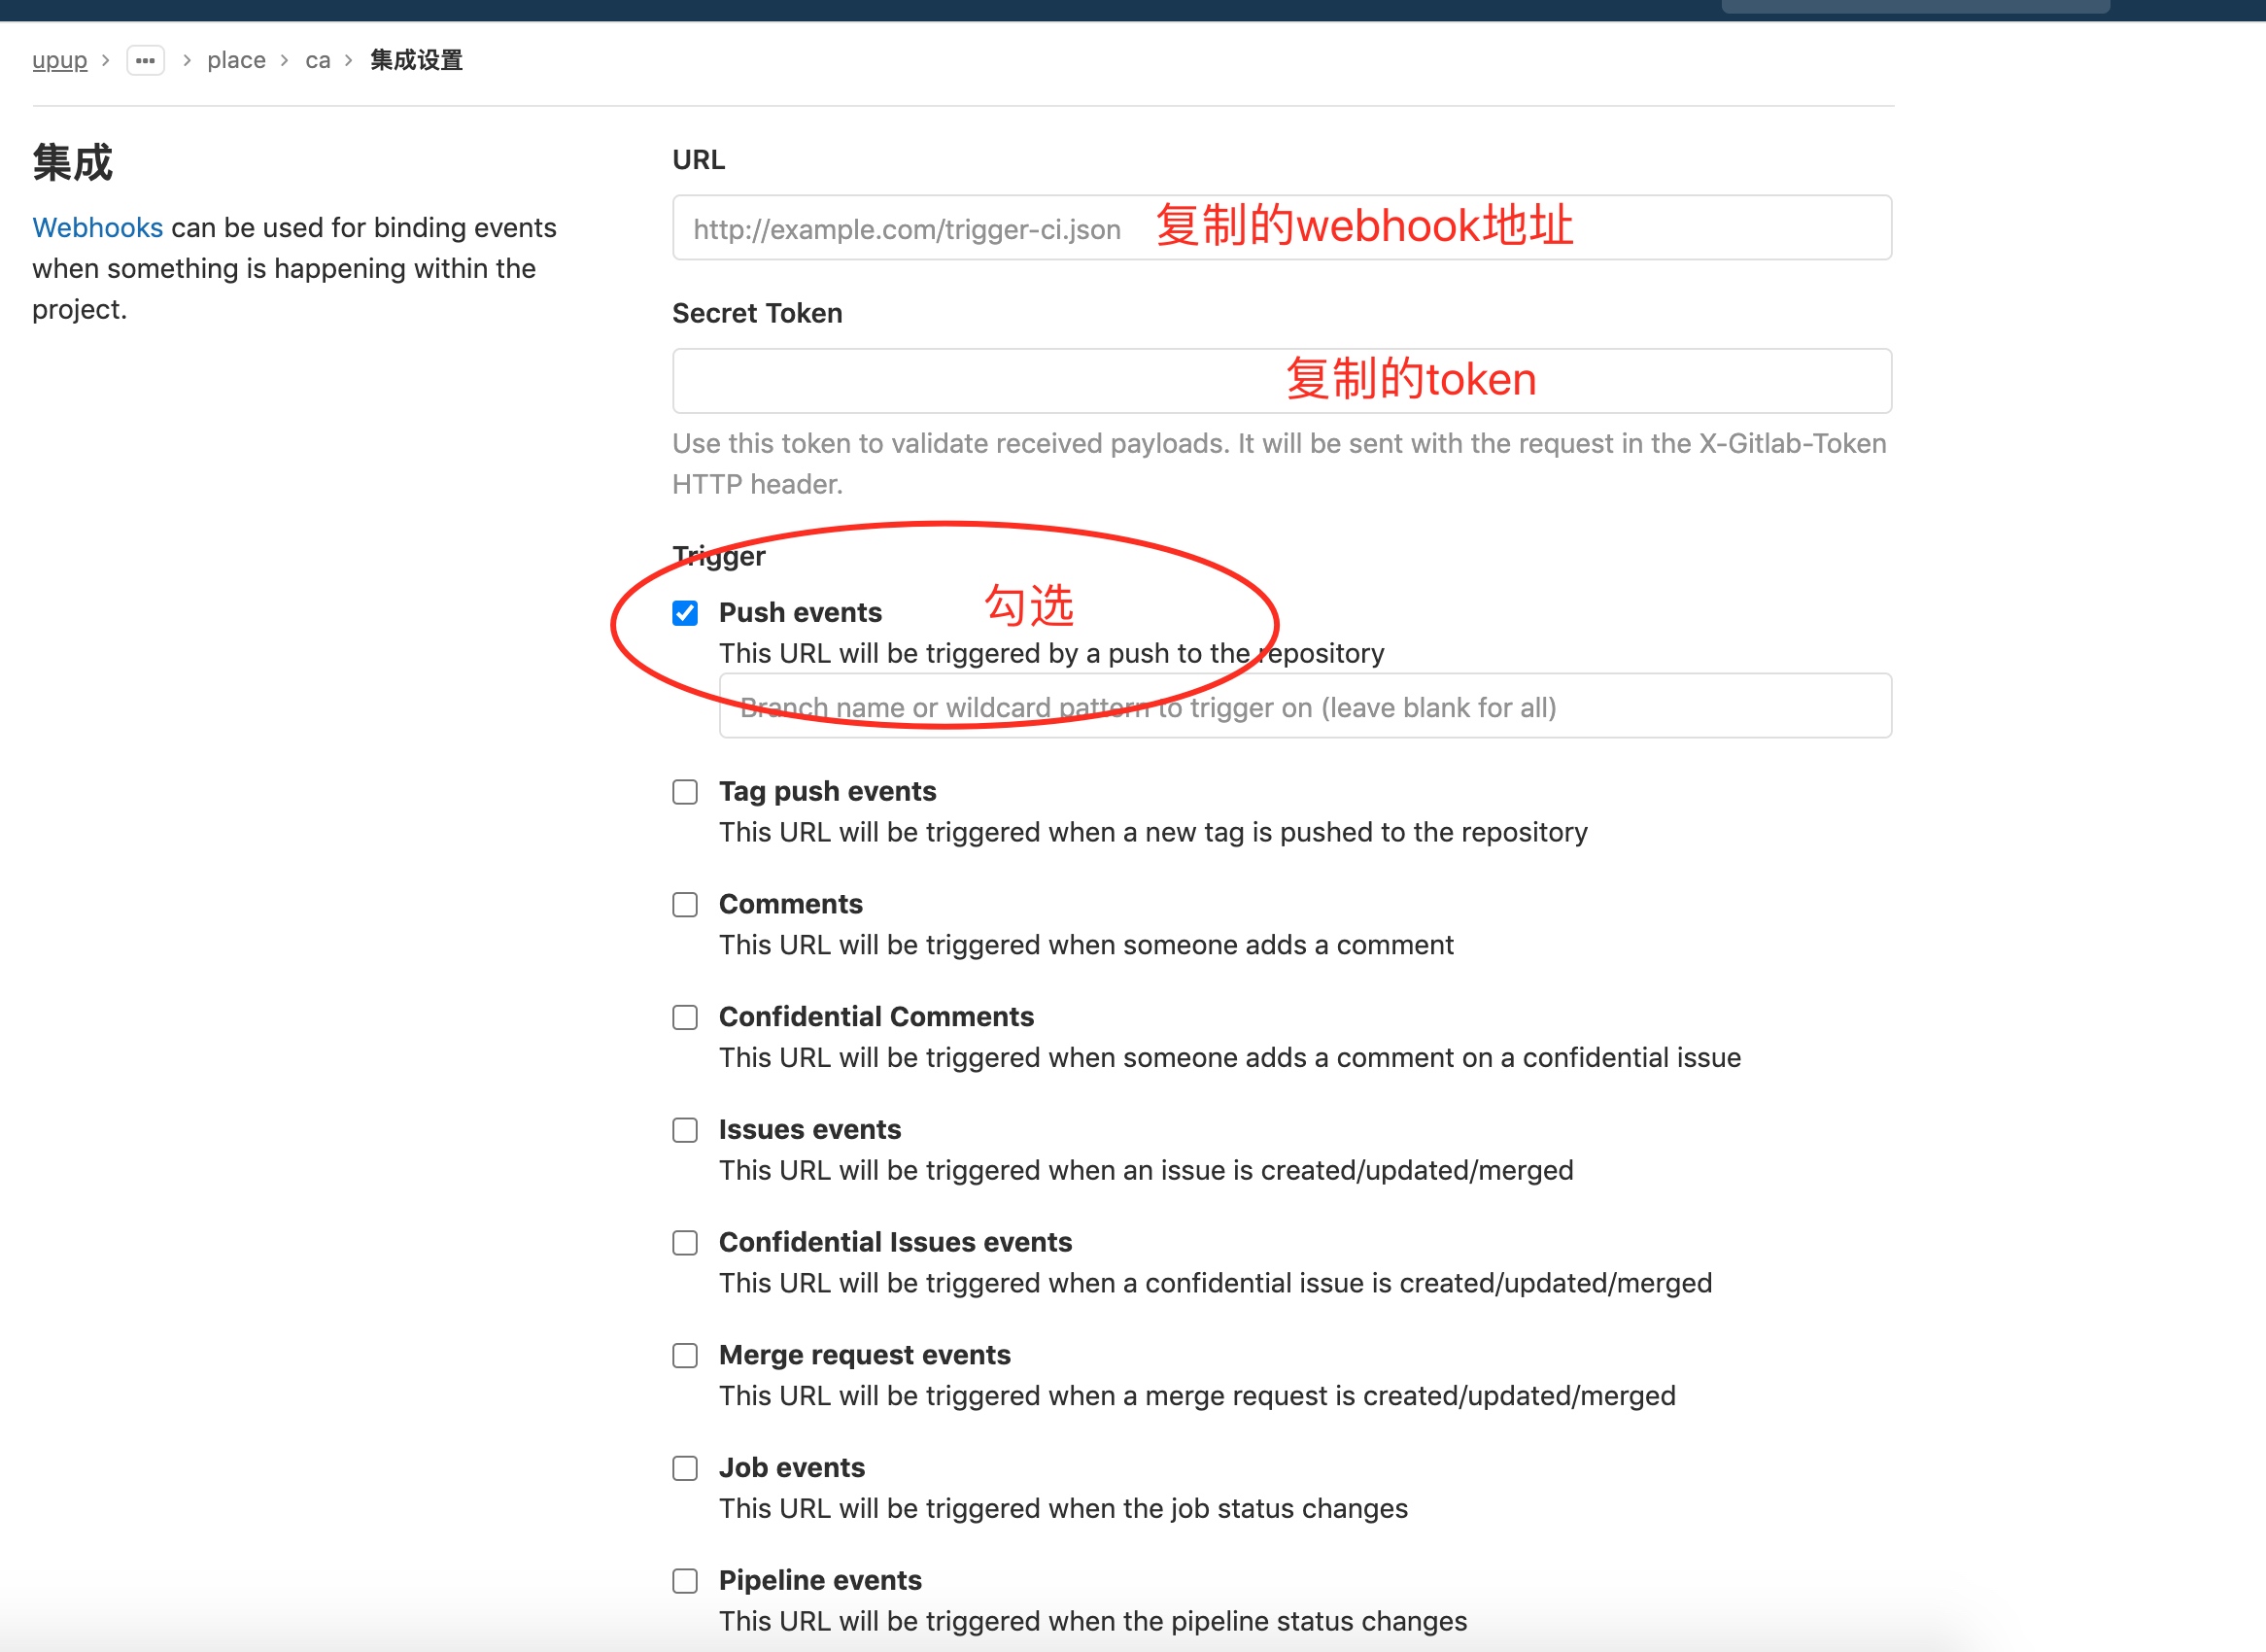 upup > ... > place > ca > 集成设置
集成
Webhooks can be used for binding events
when something is happening within the
project.
URL
http://example.com/trigger-ci.json 复制的webhook地址
Secret Token
复制的token
Use this token to validate received payloads. It will be sent with the request in the X-Gitlab-Token
HTTP header.
Trigger
Push events 勾选
This URL will be triggered by a push to the repository
Branch name or wildcard pattern to trigger on (leave blank for all)
Tag push events
This URL will be triggered when a new tag is pushed to the repository
Comments
This URL will be triggered when someone adds a comment
Confidential Comments
This URL will be triggered when someone adds a comment on a confidential issue
Issues events
This URL will be triggered when an issue is created/updated/merged
Confidential Issues events
This URL will be triggered when a confidential issue is created/updated/merged
Merge request events
This URL will be triggered when a merge request is created/updated/merged
Job events
This URL will be triggered when the job status changes
Pipeline events
This URL will be triggered when the pipeline status changes